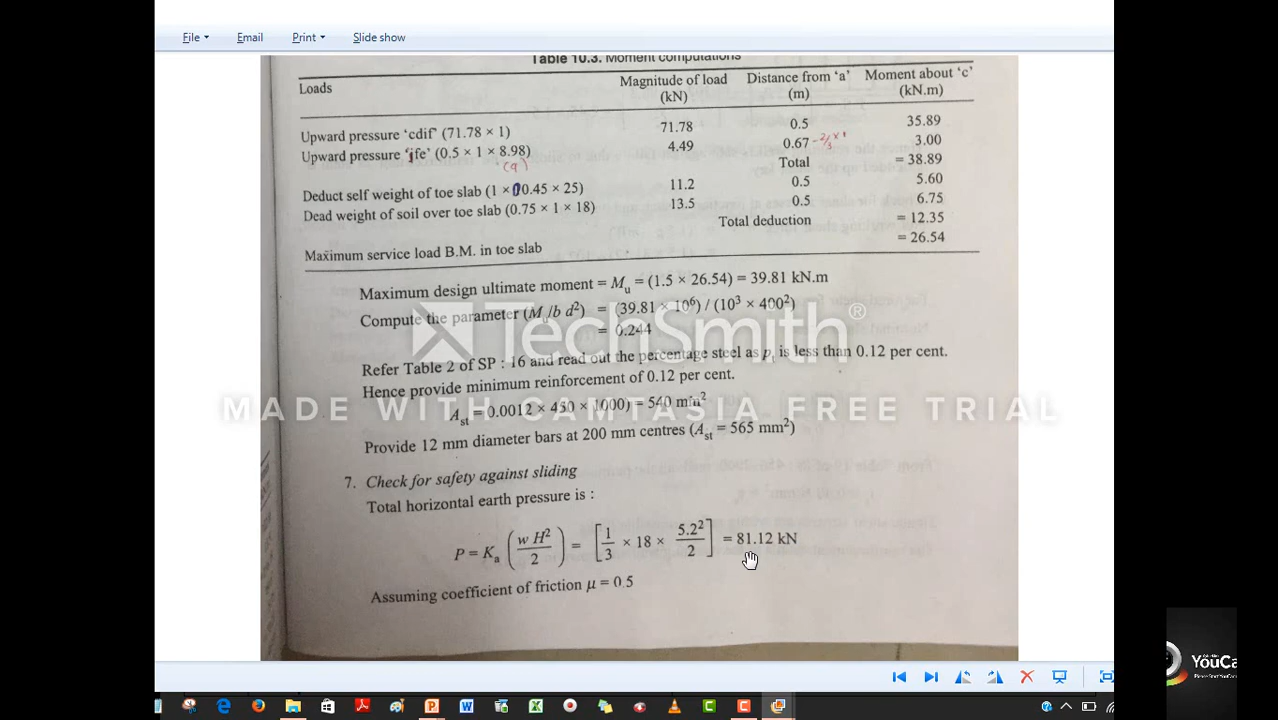 File Email Print Slide show
Table 10.3. Moment computations
Loads Magnitude of load (kN) Distance from 'a' (m) Moment about 'c' (kN.m)
Upward pressure 'cdif' (71.78 × 1) 71.78 0.5 35.89
Upward pressure 'jfe' (0.5 × 1 × 8.98) 4.49 0.67 – 2/3 × 1 3.00
(9)
Total = 38.89
Deduct self weight of toe slab (1 × 0.45 × 25) 11.2 0.5 5.60
Dead weight of soil over toe slab (0.75 × 1 × 18) 13.5 0.5 6.75
Total deduction = 12.35
Maximum service load B.M. in toe slab = 26.54
Maximum design ultimate moment = Mu = (1.5 × 26.54) = 39.81 kN.m
Compute the parameter (Mu/b d²) = (39.81 × 10⁶) / (10³ × 400²)
= 0.244
TechSmith®
Refer Table 2 of SP : 16 and read out the percentage steel as pt is less than 0.12 per cent.
Hence provide minimum reinforcement of 0.12 per cent.
MADE WITH CAMTASIA FREE TRIAL
Ast = 0.0012 × 450 × 1000) = 540 mm²
Provide 12 mm diameter bars at 200 mm centres (Ast = 565 mm²)
7. Check for safety against sliding
Total horizontal earth pressure is :
P = Ka (w H²/2) = [1/3 × 18 × 5.2²/2] = 81.12 kN
Assuming coefficient of friction μ = 0.5
YouCa